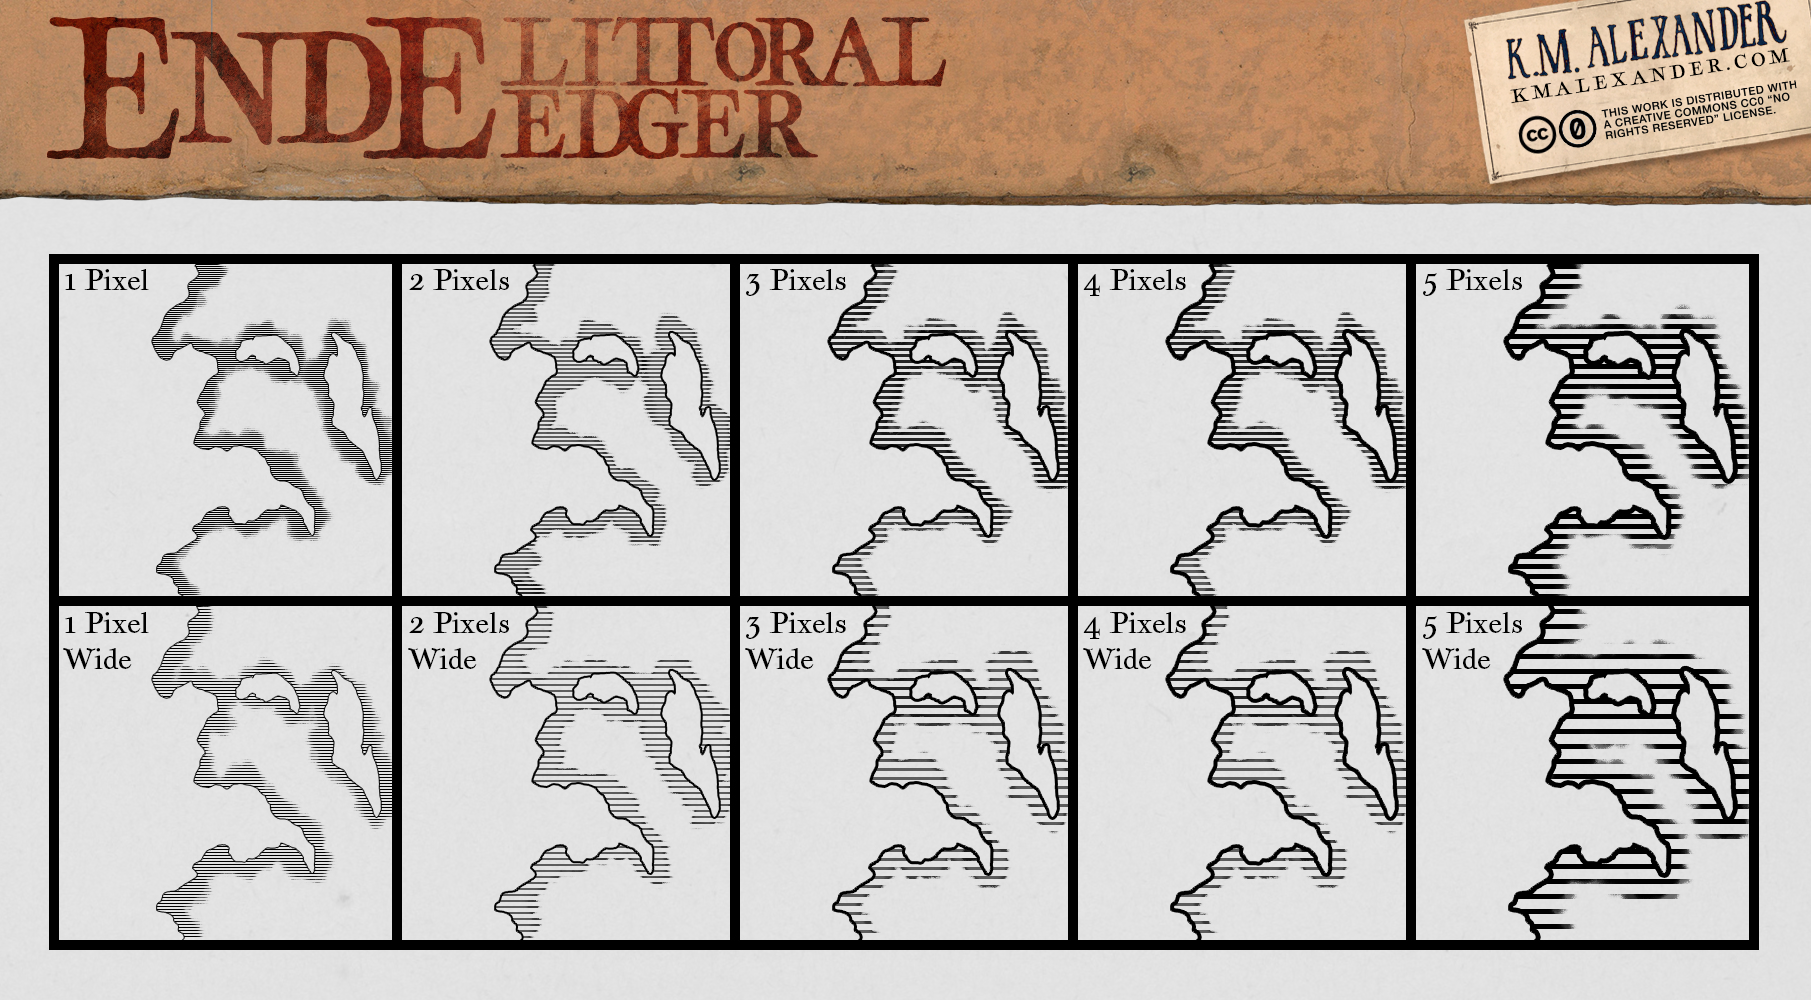 ENDE LITTORAL
EDGER
K.M. ALEXANDER
KMALEXANDER.COM
cc 0 THIS WORK IS DISTRIBUTED WITH
A CREATIVE COMMONS CC0 “NO
RIGHTS RESERVED” LICENSE.
1 Pixel
2 Pixels
3 Pixels
4 Pixels
5 Pixels
1 Pixel
Wide
2 Pixels
Wide
3 Pixels
Wide
4 Pixels
Wide
5 Pixels
Wide